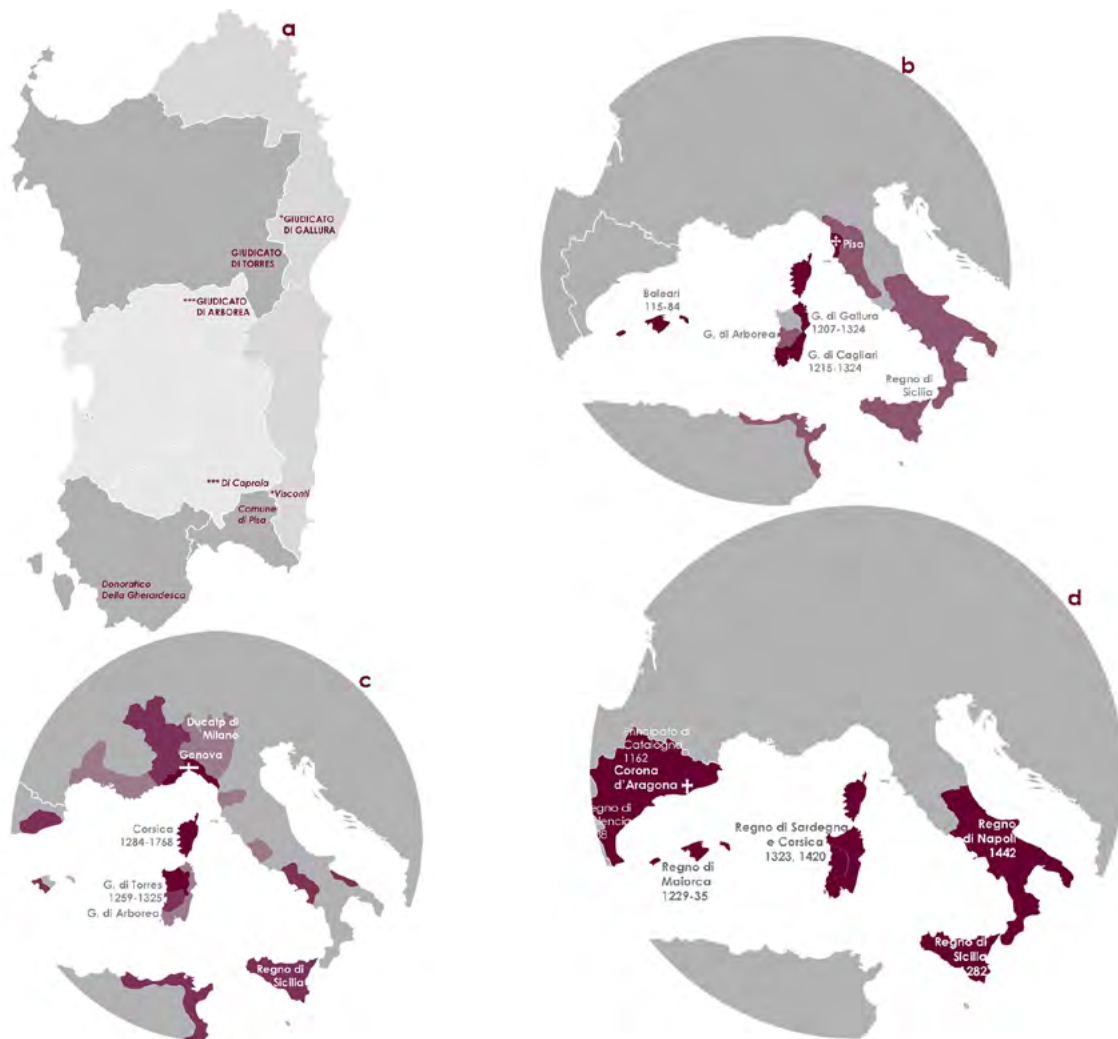 a
*GIUDICATO
DI GALLURA
GIUDICATO
DI TORRES
***GIUDICATO
DI ARBOREA
*** Di Capraia
*Visconti
Comune
di Pisa
Donoratico
Della Gherardesca
b
Pisa
Baleari
115-84
G. di Gallura
1207-1324
G. di Arborea
G. di Cagliari
1215-1324
Regno di
Sicilia
c
Ducato di
Milano
Genova
Corsica
1284-1768
G. di Torres
1259-1325
G. di Arborea
Regno di
Sicilia
d
Principato di
Catalogna
1162
Corona
d'Aragona
Regno di Sardegna
e Corsica
1323, 1420
Regno di
Maiorca
1229-35
Regno
di Napoli
1442
Regno di
Sicilia
1282